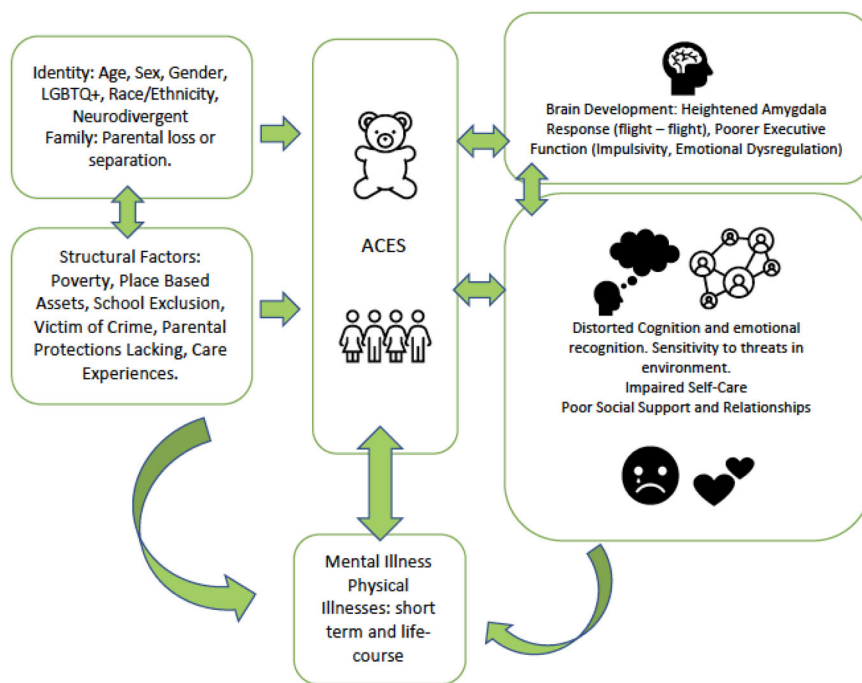 Identity: Age, Sex, Gender,
LGBTQ+, Race/Ethnicity,
Neurodivergent
Family: Parental loss or
separation.
Structural Factors:
Poverty, Place Based
Assets, School Exclusion,
Victim of Crime, Parental
Protections Lacking, Care
Experiences.
ACES
Brain Development: Heightened Amygdala
Response (flight – flight), Poorer Executive
Function (Impulsivity, Emotional Dysregulation)
Distorted Cognition and emotional
recognition. Sensitivity to threats in
environment.
Impaired Self-Care
Poor Social Support and Relationships
Mental Illness
Physical
Illnesses: short
term and life-
course